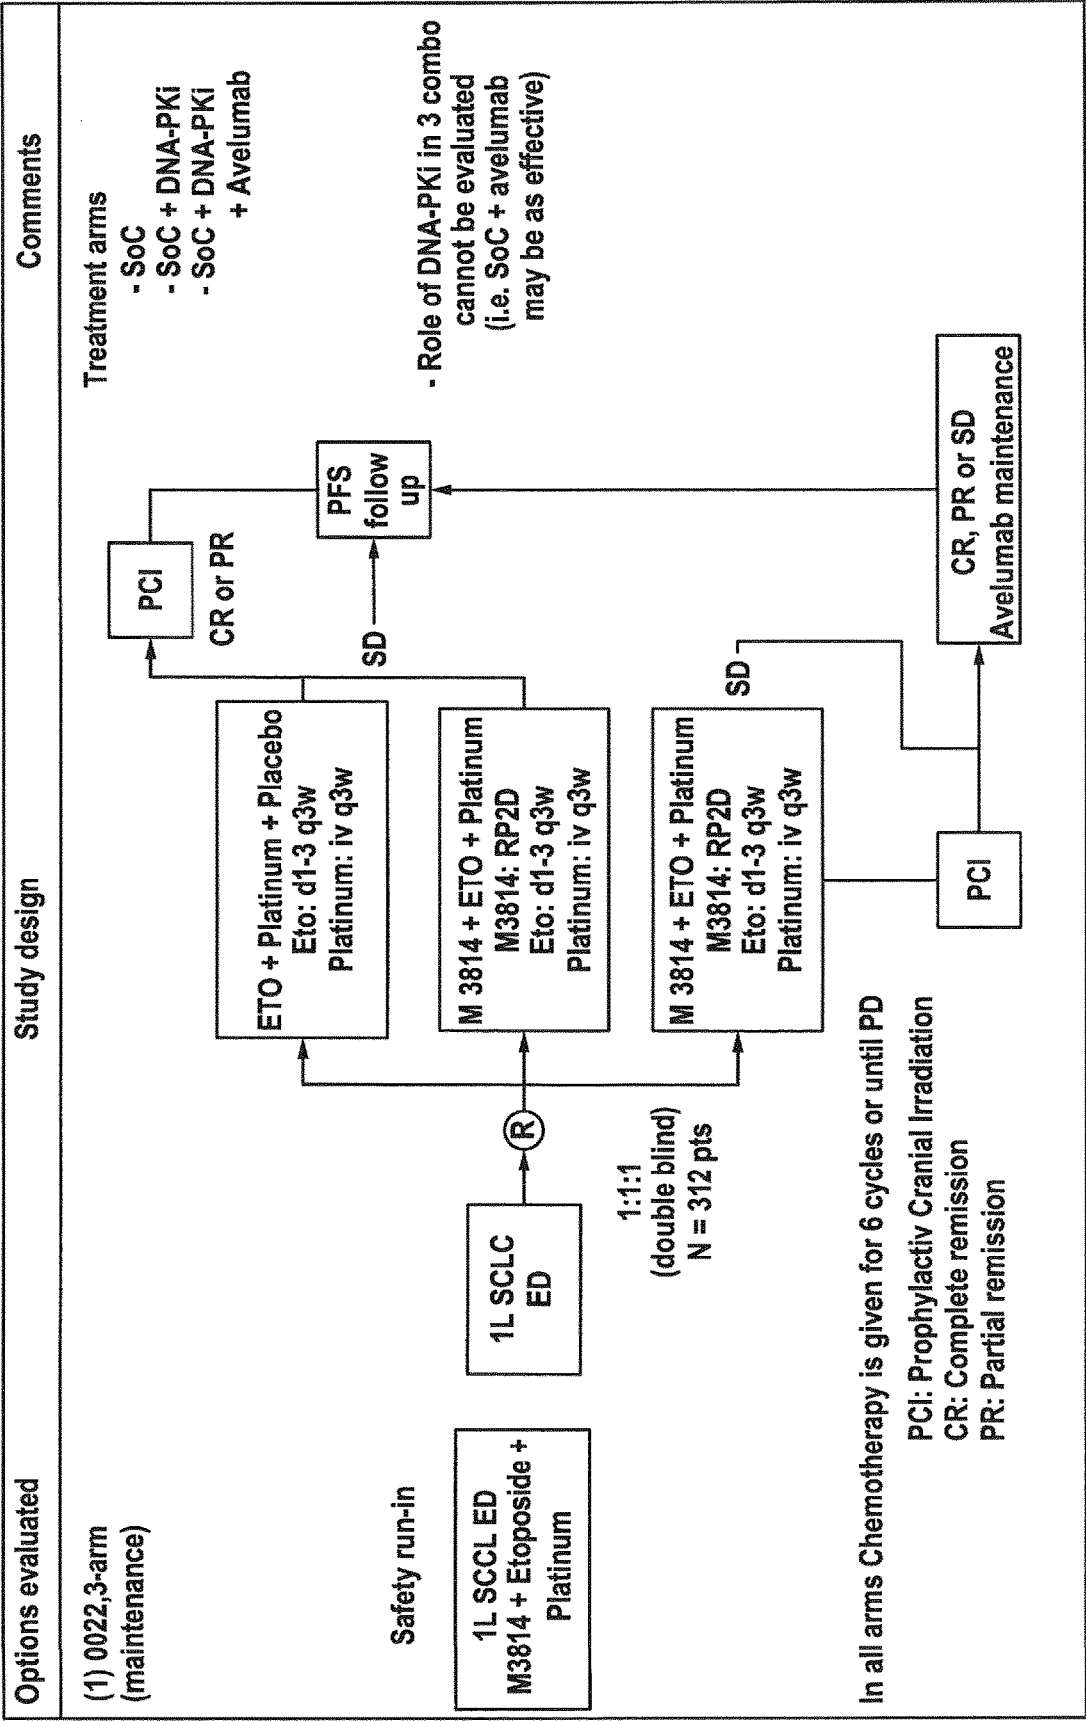 Options evaluated
Study design
Comments
(1) 0022,3-arm
(maintenance)
Safety run-in
1L SCCL ED
M3814 + Etoposide +
Platinum
1L SCLC
ED
R
1:1:1
(double blind)
N = 312 pts
ETO + Platinum + Placebo
Eto: d1-3 q3w
Platinum: iv q3w
M 3814 + ETO + Platinum
M3814: RP2D
Eto: d1-3 q3w
Platinum: iv q3w
M 3814 + ETO + Platinum
M3814: RP2D
Eto: d1-3 q3w
Platinum: iv q3w
PCI
CR or PR
SD
PFS
follow
up
SD
PCI
CR, PR or SD
Avelumab maintenance
Treatment arms
- SoC
- SoC + DNA-PKi
- SoC + DNA-PKi
+ Avelumab
- Role of DNA-PKi in 3 combo
cannot be evaluated
(i.e. SoC + avelumab
may be as effective)
In all arms Chemotherapy is given for 6 cycles or until PD
PCI: Prophylactiv Cranial Irradiation
CR: Complete remission
PR: Partial remission